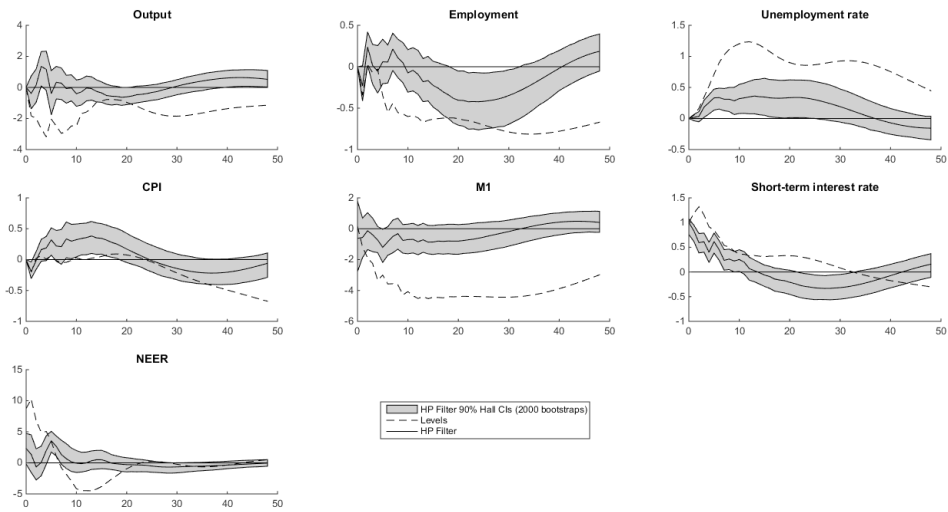 Output
Employment
Unemployment rate
4
2
0
-2
-4
0 10 20 30 40 50
0.5
0
-0.5
-1
0 10 20 30 40 50
1.5
1
0.5
0
-0.5
0 10 20 30 40 50
CPI
M1
Short-term interest rate
1
0.5
0
-0.5
-1
0 10 20 30 40 50
2
0
-2
-4
-6
0 10 20 30 40 50
1.5
1
0.5
0
-0.5
-1
0 10 20 30 40 50
NEER
15
10
5
0
-5
0 10 20 30 40 50
HP Filter 90% Hall CIs (2000 bootstraps)
Levels
HP Filter